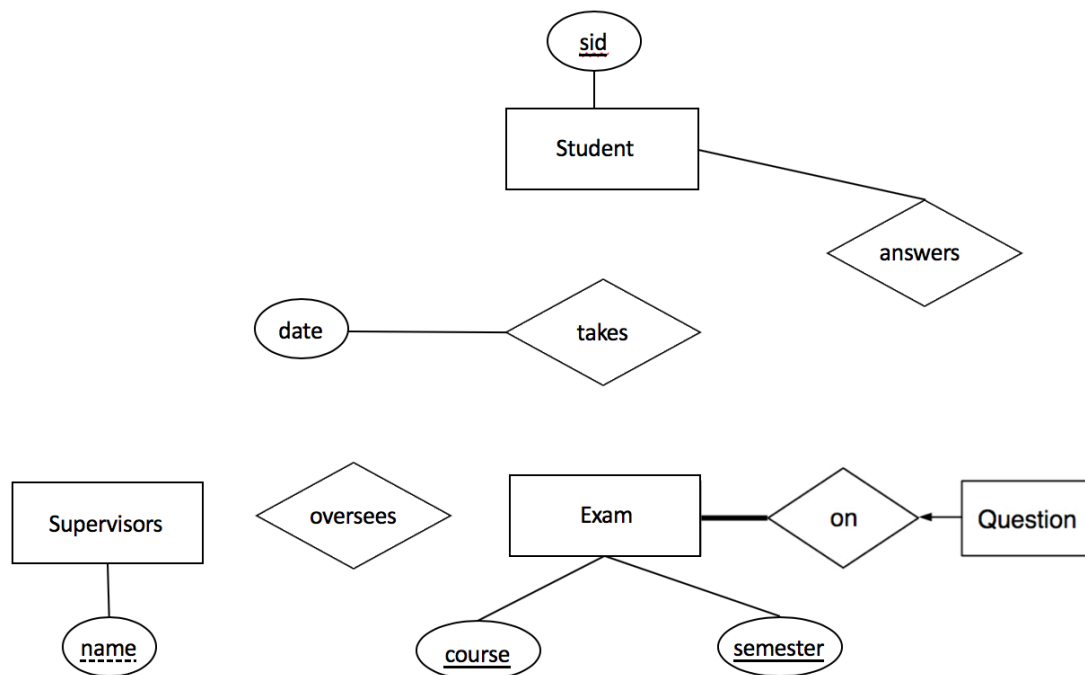 sid
Student
answers
date
takes
Supervisors
oversees
Exam
on
Question
name
course
semester